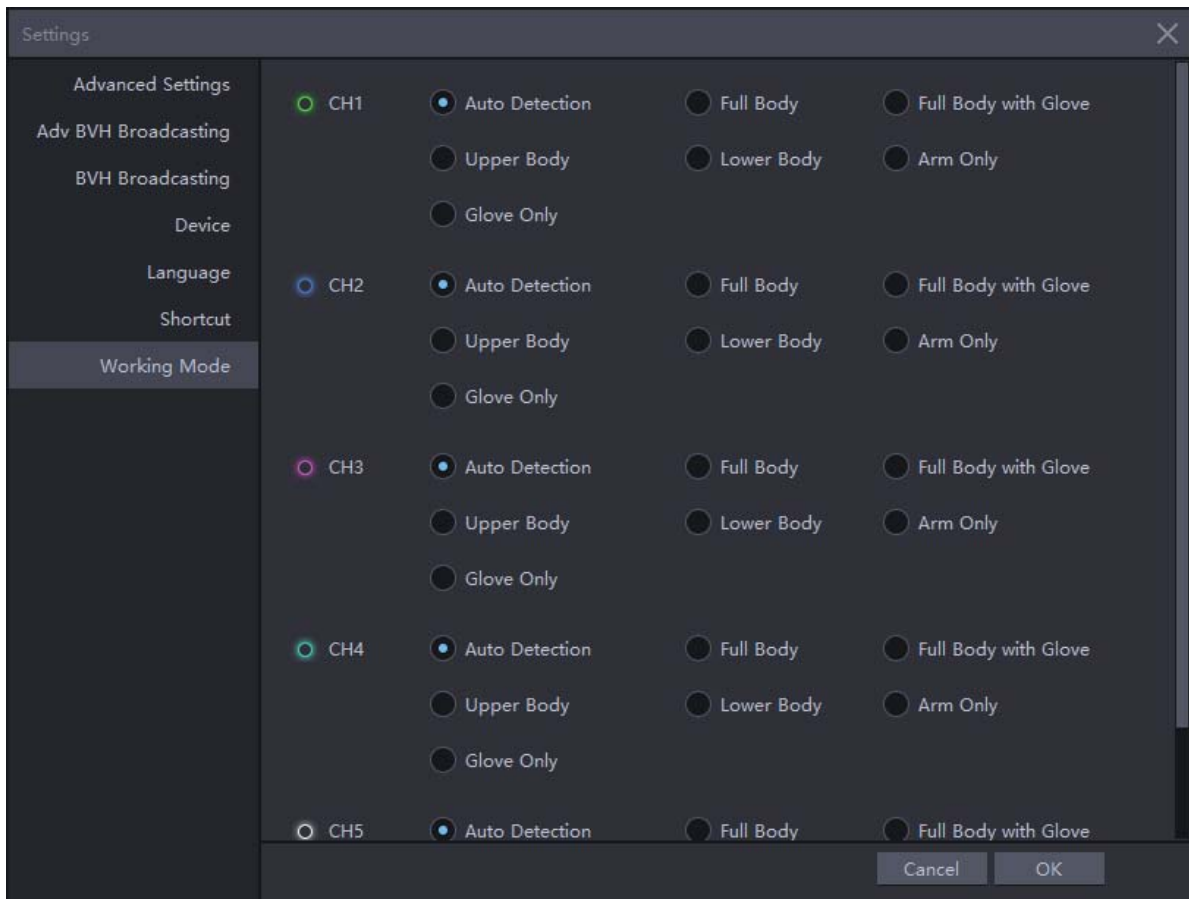 Settings
Advanced Settings
Adv BVH Broadcasting
BVH Broadcasting
Device
Language
Shortcut
Working Mode
CH1 Auto Detection Full Body Full Body with Glove
Upper Body Lower Body Arm Only
Glove Only
CH2 Auto Detection Full Body Full Body with Glove
Upper Body Lower Body Arm Only
Glove Only
CH3 Auto Detection Full Body Full Body with Glove
Upper Body Lower Body Arm Only
Glove Only
CH4 Auto Detection Full Body Full Body with Glove
Upper Body Lower Body Arm Only
Glove Only
CH5 Auto Detection Full Body Full Body with Glove
Cancel OK